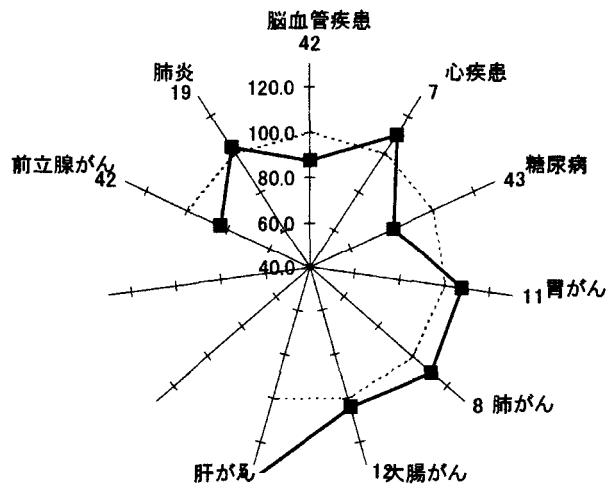 脳血管疾患
42
肺炎
19
心疾患
7
120.0
100.0
80.0
60.0
40.0
前立腺がん
42
糖尿病
43
胃がん
11
肺がん
8
大腸がん
12
肝がん